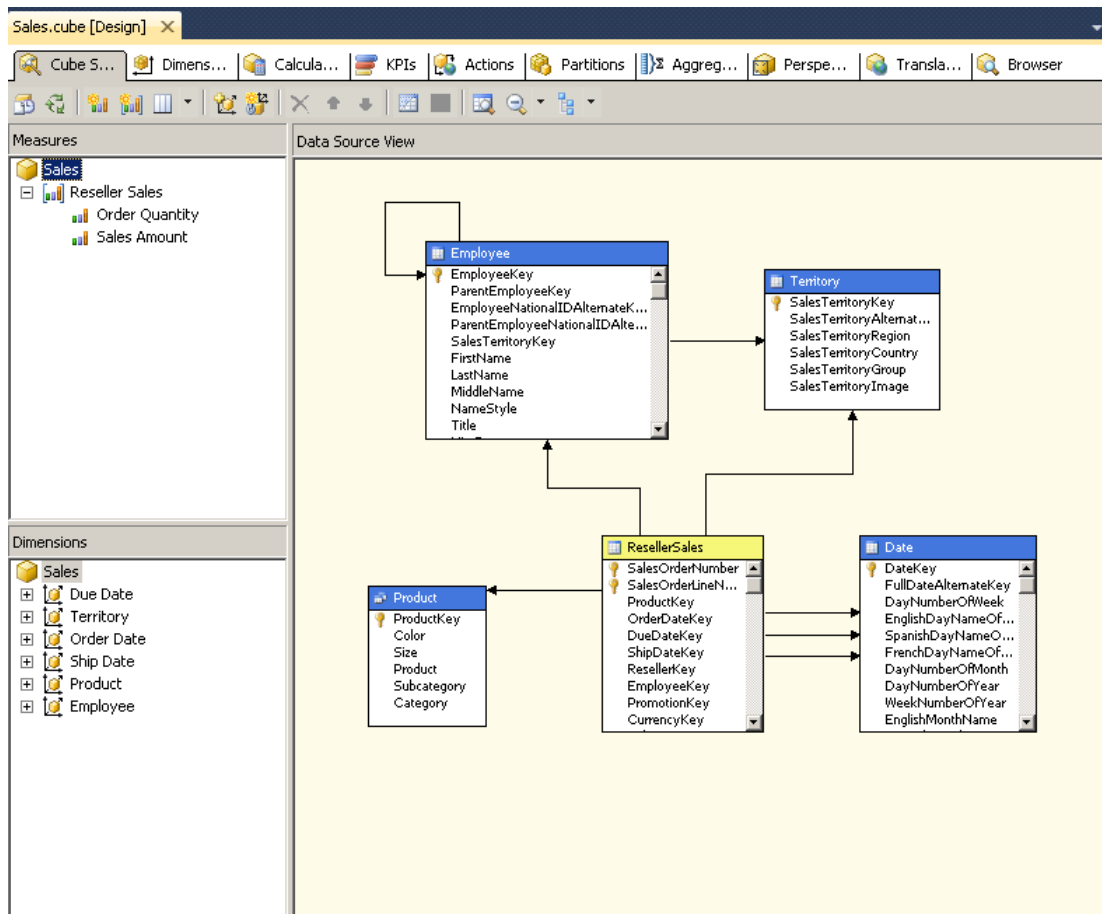 Sales.cube [Design]
Cube S... Dimens... Calcula... KPIs Actions Partitions Aggreg... Perspe... Transla... Browser
Measures
Sales
Reseller Sales
Order Quantity
Sales Amount
Dimensions
Sales
Due Date
Territory
Order Date
Ship Date
Product
Employee
Data Source View
Employee
EmployeeKey
ParentEmployeeKey
EmployeeNationalIDAlternateK...
ParentEmployeeNationalIDAlte...
SalesTerritoryKey
FirstName
LastName
MiddleName
NameStyle
Title
Territory
SalesTerritoryKey
SalesTerritoryAlternat...
SalesTerritoryRegion
SalesTerritoryCountry
SalesTerritoryGroup
SalesTerritoryImage
Product
ProductKey
Color
Size
Product
Subcategory
Category
ResellerSales
SalesOrderNumber
SalesOrderLineN...
ProductKey
OrderDateKey
DueDateKey
ShipDateKey
ResellerKey
EmployeeKey
PromotionKey
CurrencyKey
Date
DateKey
FullDateAlternateKey
DayNumberOfWeek
EnglishDayNameOf...
SpanishDayNameO...
FrenchDayNameOf...
DayNumberOfMonth
DayNumberOfYear
WeekNumberOfYear
EnglishMonthName